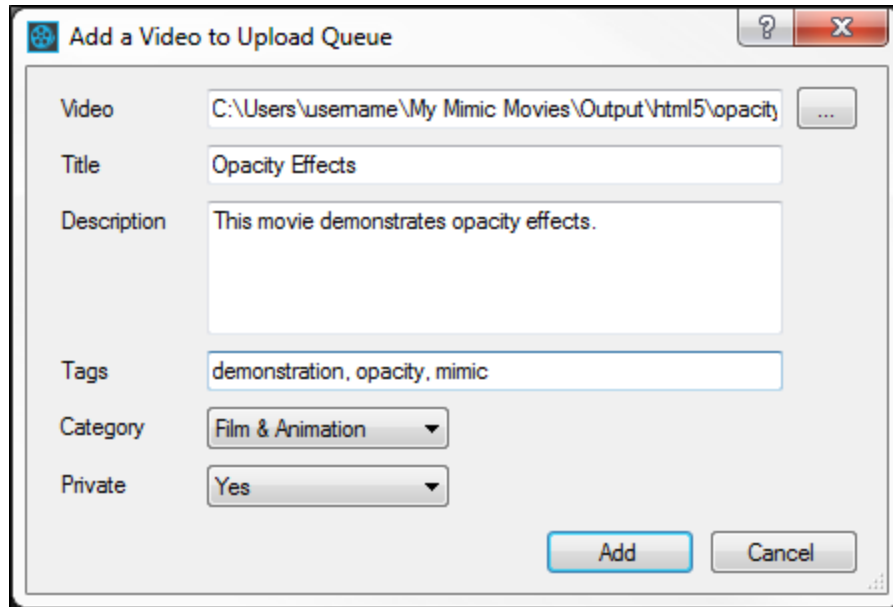 Add a Video to Upload Queue
?
Video C:\Users\username\My Mimic Movies\Output\html5\opacity ...
Title Opacity Effects
Description This movie demonstrates opacity effects.
Tags demonstration, opacity, mimic
Category Film & Animation
Private Yes
Add Cancel